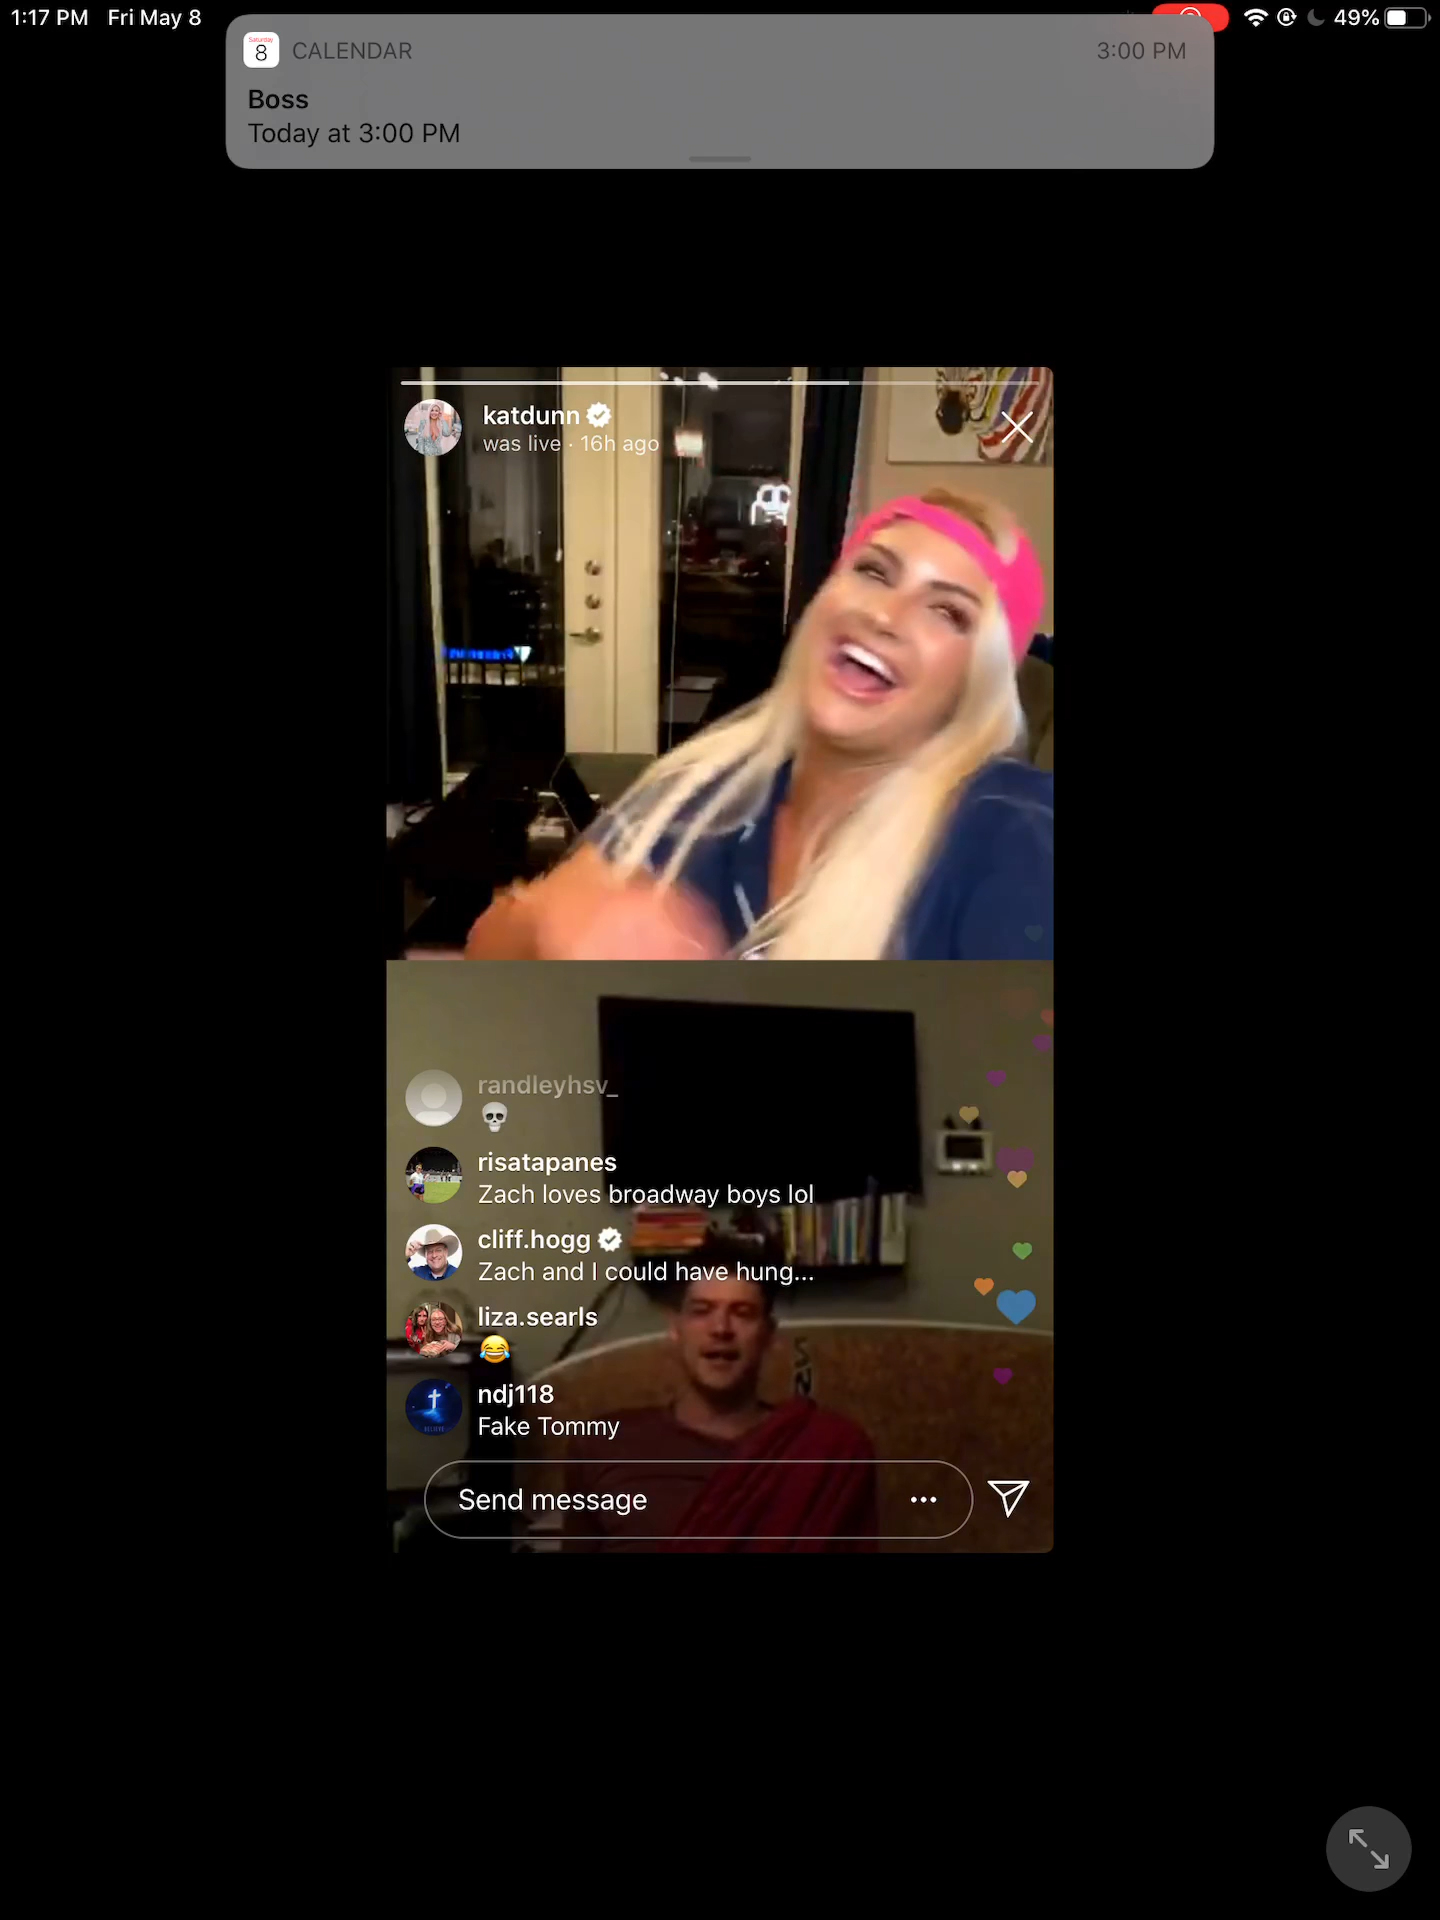 1:17 PM Fri May 8
49%
Saturday
8
CALENDAR
3:00 PM
Boss
Today at 3:00 PM
katdunn
was live · 16h ago
randleyhsv_
💀
risatapanes
Zach loves broadway boys lol
cliff.hogg
Zach and I could have hung...
liza.searls
😂
ndj118
Fake Tommy
Send message